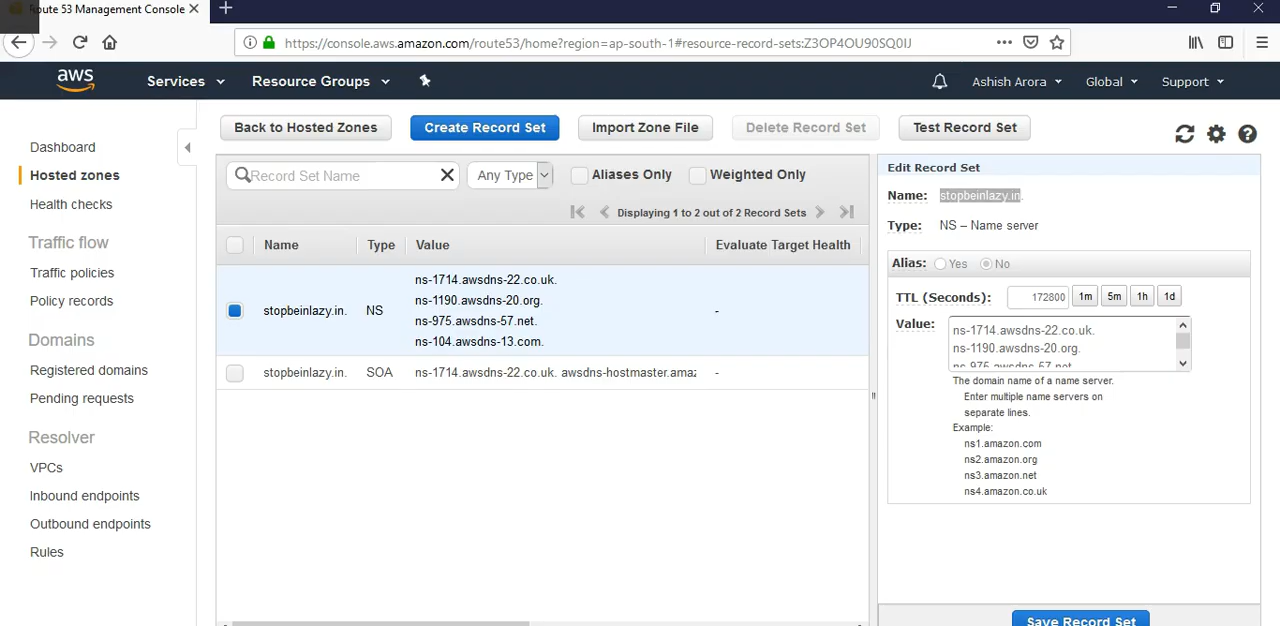 Route 53 Management Console
https://console.aws.amazon.com/route53/home?region=ap-south-1#resource-record-sets:Z3OP4OU90SQ0IJ
aws
Services
Resource Groups
Ashish Arora
Global
Support
Back to Hosted Zones
Create Record Set
Import Zone File
Delete Record Set
Test Record Set
Dashboard
Hosted zones
Health checks
Traffic flow
Traffic policies
Policy records
Domains
Registered domains
Pending requests
Resolver
VPCs
Inbound endpoints
Outbound endpoints
Rules
Record Set Name
Any Type
Aliases Only
Weighted Only
Displaying 1 to 2 out of 2 Record Sets
Name Type Value Evaluate Target Health
stopbeinlazy.in. NS
ns-1714.awsdns-22.co.uk.
ns-1190.awsdns-20.org.
ns-975.awsdns-57.net.
ns-104.awsdns-13.com.
-
stopbeinlazy.in. SOA ns-1714.awsdns-22.co.uk. awsdns-hostmaster.amaz -
Edit Record Set
Name: stopbeinlazy.in.
Type: NS – Name server
Alias: Yes No
TTL (Seconds): 172800 1m 5m 1h 1d
Value: ns-1714.awsdns-22.co.uk.
ns-1190.awsdns-20.org.
ns-975.awsdns-57.net.
The domain name of a name server.
Enter multiple name servers on
separate lines.
Example:
ns1.amazon.com
ns2.amazon.org
ns3.amazon.net
ns4.amazon.co.uk
Save Record Set